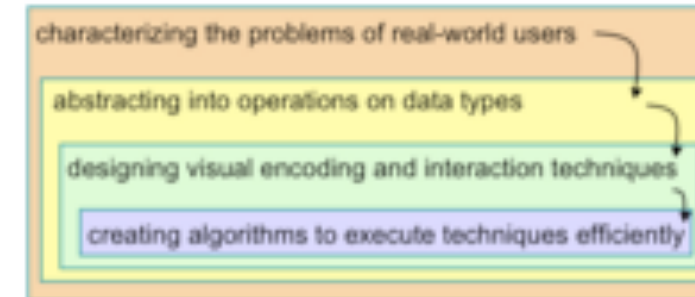 characterizing the problems of real-world users
abstracting into operations on data types
designing visual encoding and interaction techniques
creating algorithms to execute techniques efficiently